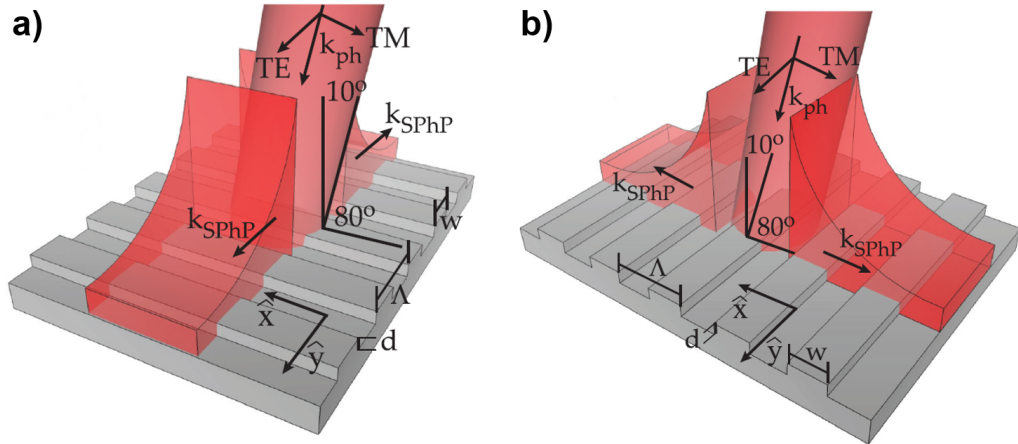 a)
TE
k_ph
TM
10°
k_SPhP
k_SPhP
80°
w
Λ
x̂
d
ŷ
b)
TE
TM
k_ph
10°
k_SPhP
80°
k_SPhP
Λ
x̂
d
ŷ
w